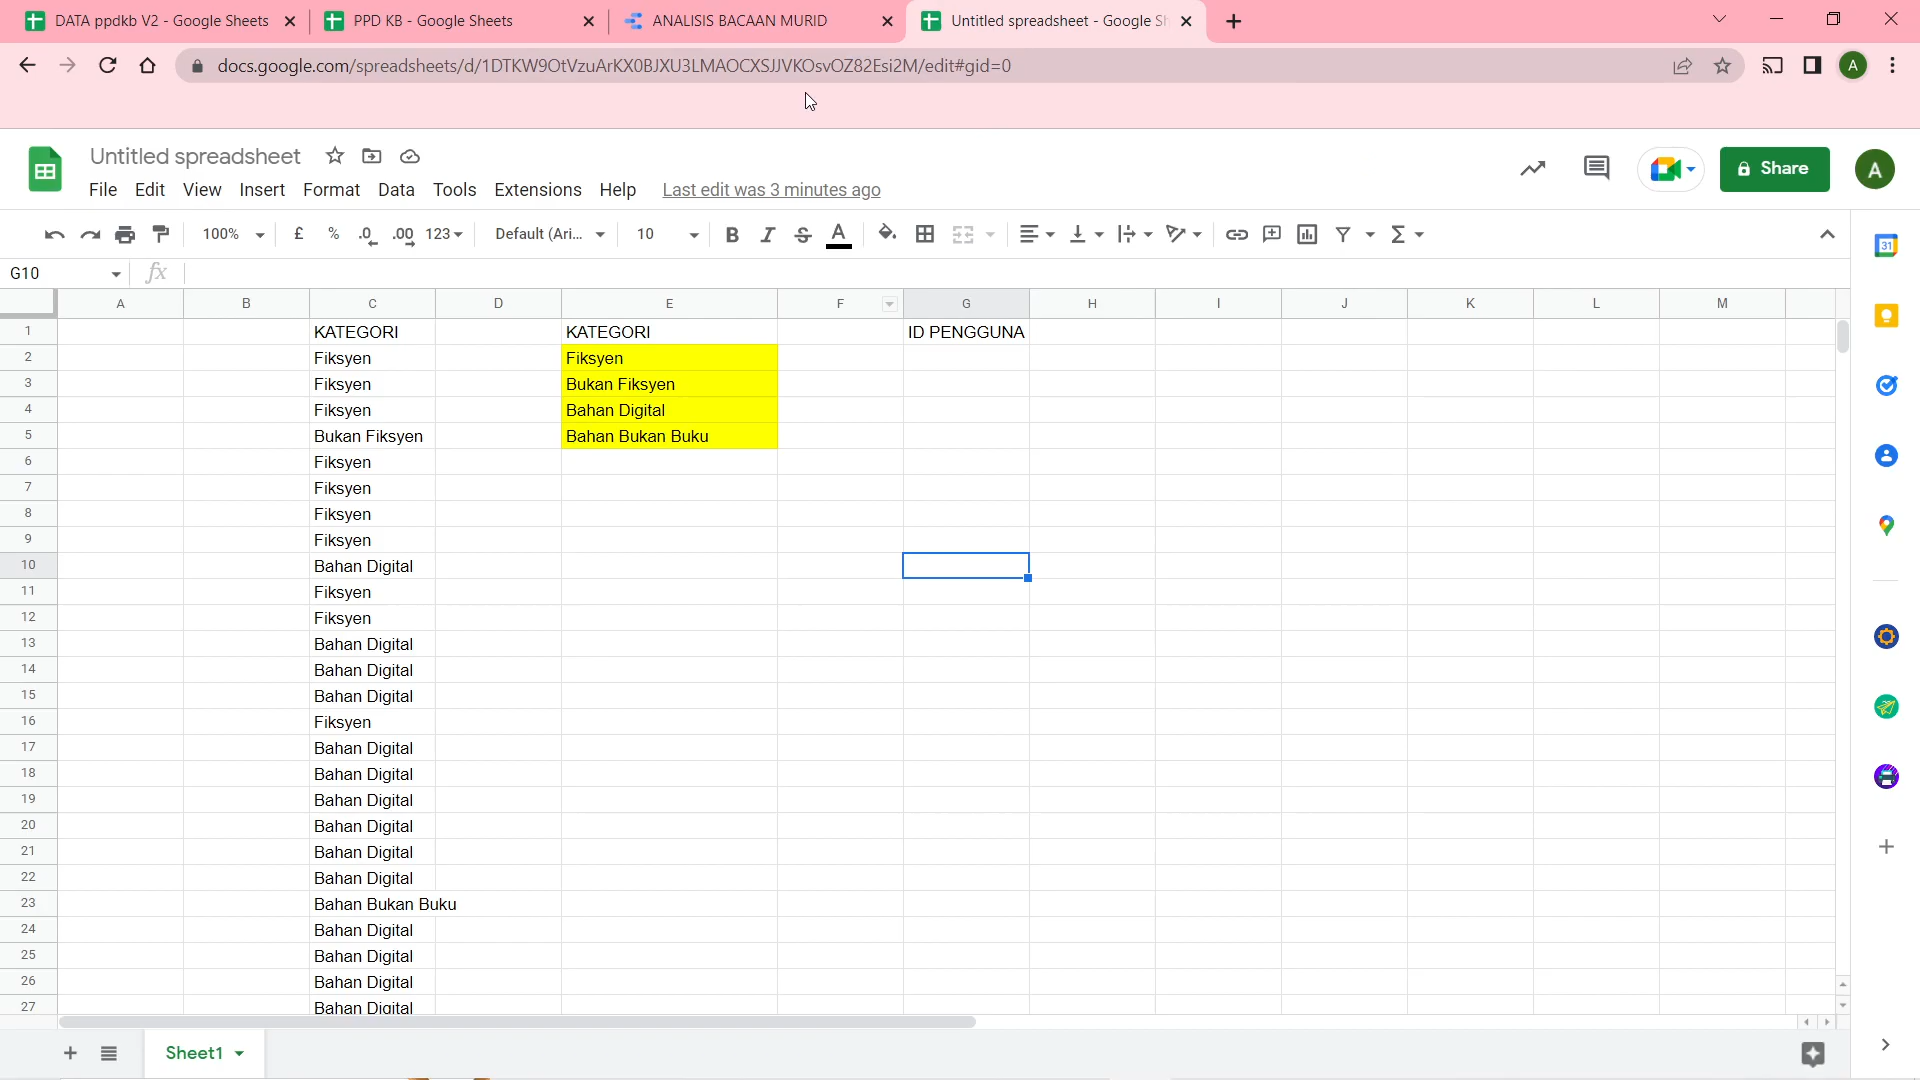 DATA ppdkb V2 - Google Sheets
PPD KB - Google Sheets
ANALISIS BACAAN MURID
Untitled spreadsheet - Google Sh
docs.google.com/spreadsheets/d/1DTKW9OtVzuArKX0BJXU3LMAOCXSJJVKOsvOZ82Esi2M/edit#gid=0
A
Untitled spreadsheet
File Edit View Insert Format Data Tools Extensions Help Last edit was 3 minutes ago
Share
A
100% £ % .0 .00 123 Default (Ari... 10 B I S A
31
G10 fx
A B C D E F G H I J K L M
1 KATEGORI KATEGORI ID PENGGUNA
2 Fiksyen Fiksyen
3 Fiksyen Bukan Fiksyen
4 Fiksyen Bahan Digital
5 Bukan Fiksyen Bahan Bukan Buku
6 Fiksyen
7 Fiksyen
8 Fiksyen
9 Fiksyen
10 Bahan Digital
11 Fiksyen
12 Fiksyen
13 Bahan Digital
14 Bahan Digital
15 Bahan Digital
16 Fiksyen
17 Bahan Digital
18 Bahan Digital
19 Bahan Digital
20 Bahan Digital
21 Bahan Digital
22 Bahan Digital
23 Bahan Bukan Buku
24 Bahan Digital
25 Bahan Digital
26 Bahan Digital
27 Bahan Digital
Sheet1